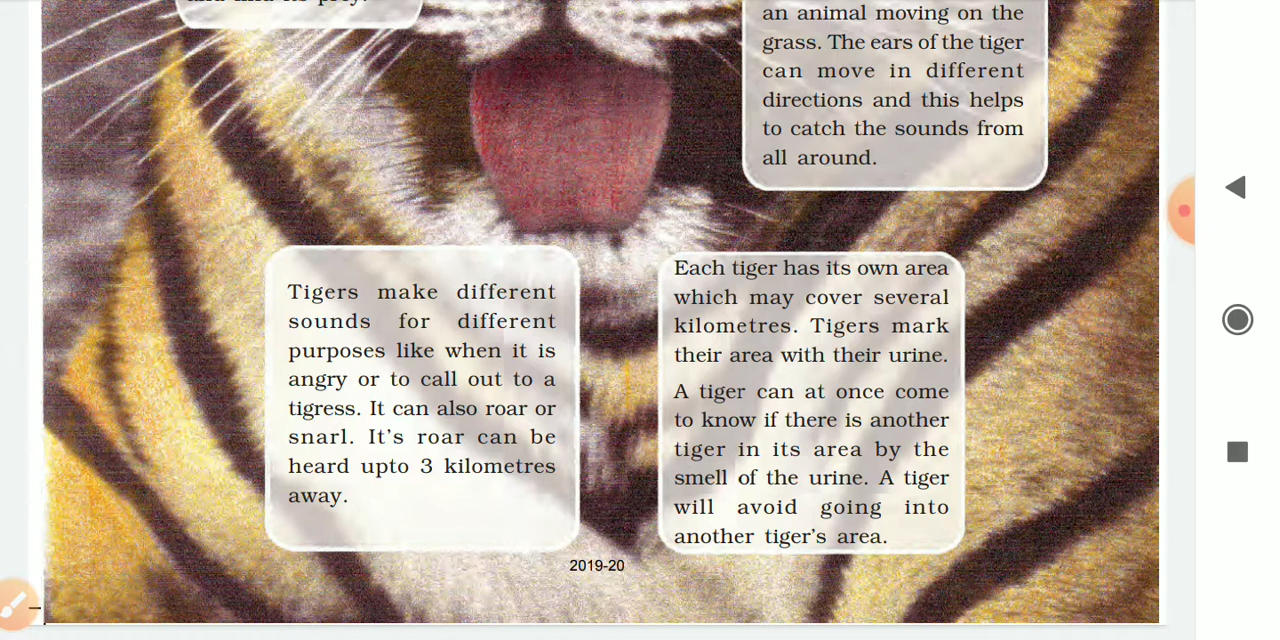 an animal moving on the
grass. The ears of the tiger
can move in different
directions and this helps
to catch the sounds from
all around.
Tigers make different
sounds for different
purposes like when it is
angry or to call out to a
tigress. It can also roar or
snarl. It's roar can be
heard upto 3 kilometres
away.
Each tiger has its own area
which may cover several
kilometres. Tigers mark
their area with their urine.
A tiger can at once come
to know if there is another
tiger in its area by the
smell of the urine. A tiger
will avoid going into
another tiger's area.
2019-20